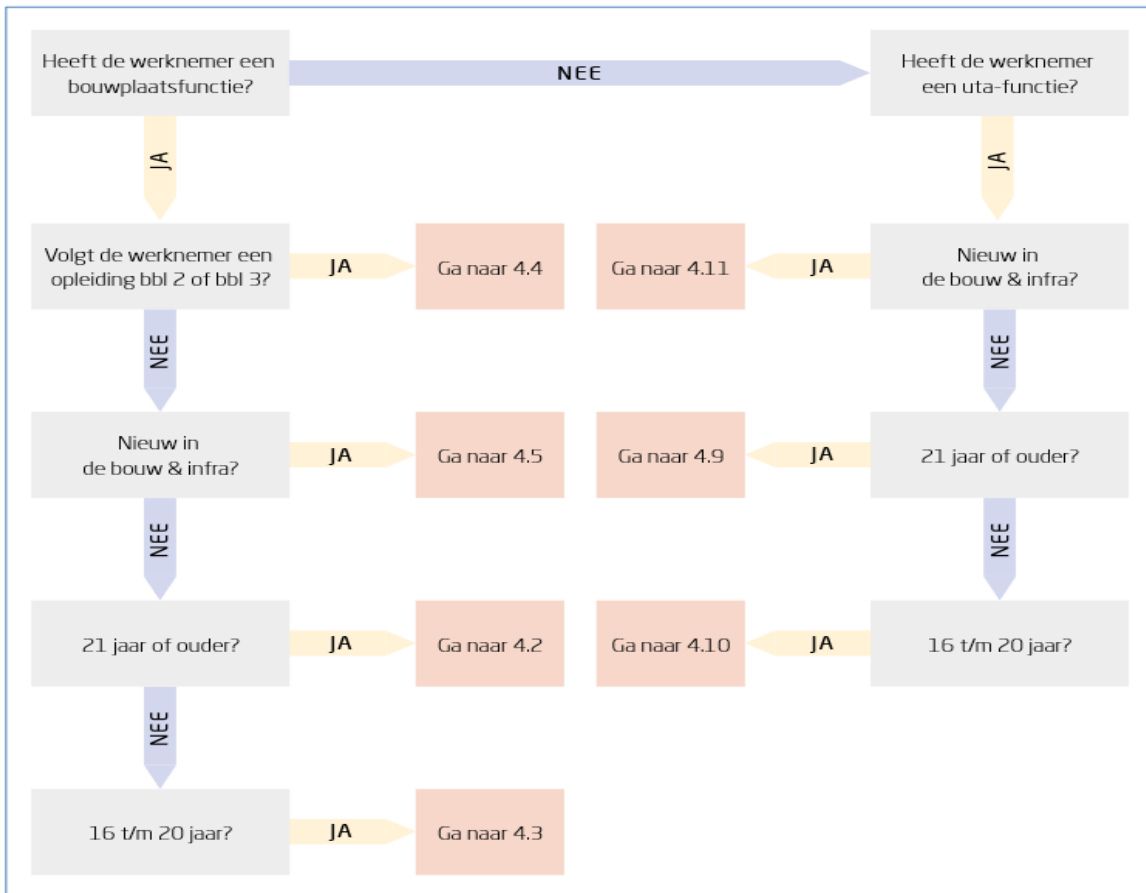 Heeft de werknemer een
bouwplaatsfunctie?
NEE
Heeft de werknemer
een uta-functie?
JA
JA
Volgt de werknemer een
opleiding bbl 2 of bbl 3?
JA
Ga naar 4.4
Ga naar 4.11
JA
Nieuw in
de bouw & infra?
NEE
NEE
Nieuw in
de bouw & infra?
JA
Ga naar 4.5
Ga naar 4.9
JA
21 jaar of ouder?
NEE
NEE
21 jaar of ouder?
JA
Ga naar 4.2
Ga naar 4.10
JA
16 t/m 20 jaar?
NEE
16 t/m 20 jaar?
JA
Ga naar 4.3